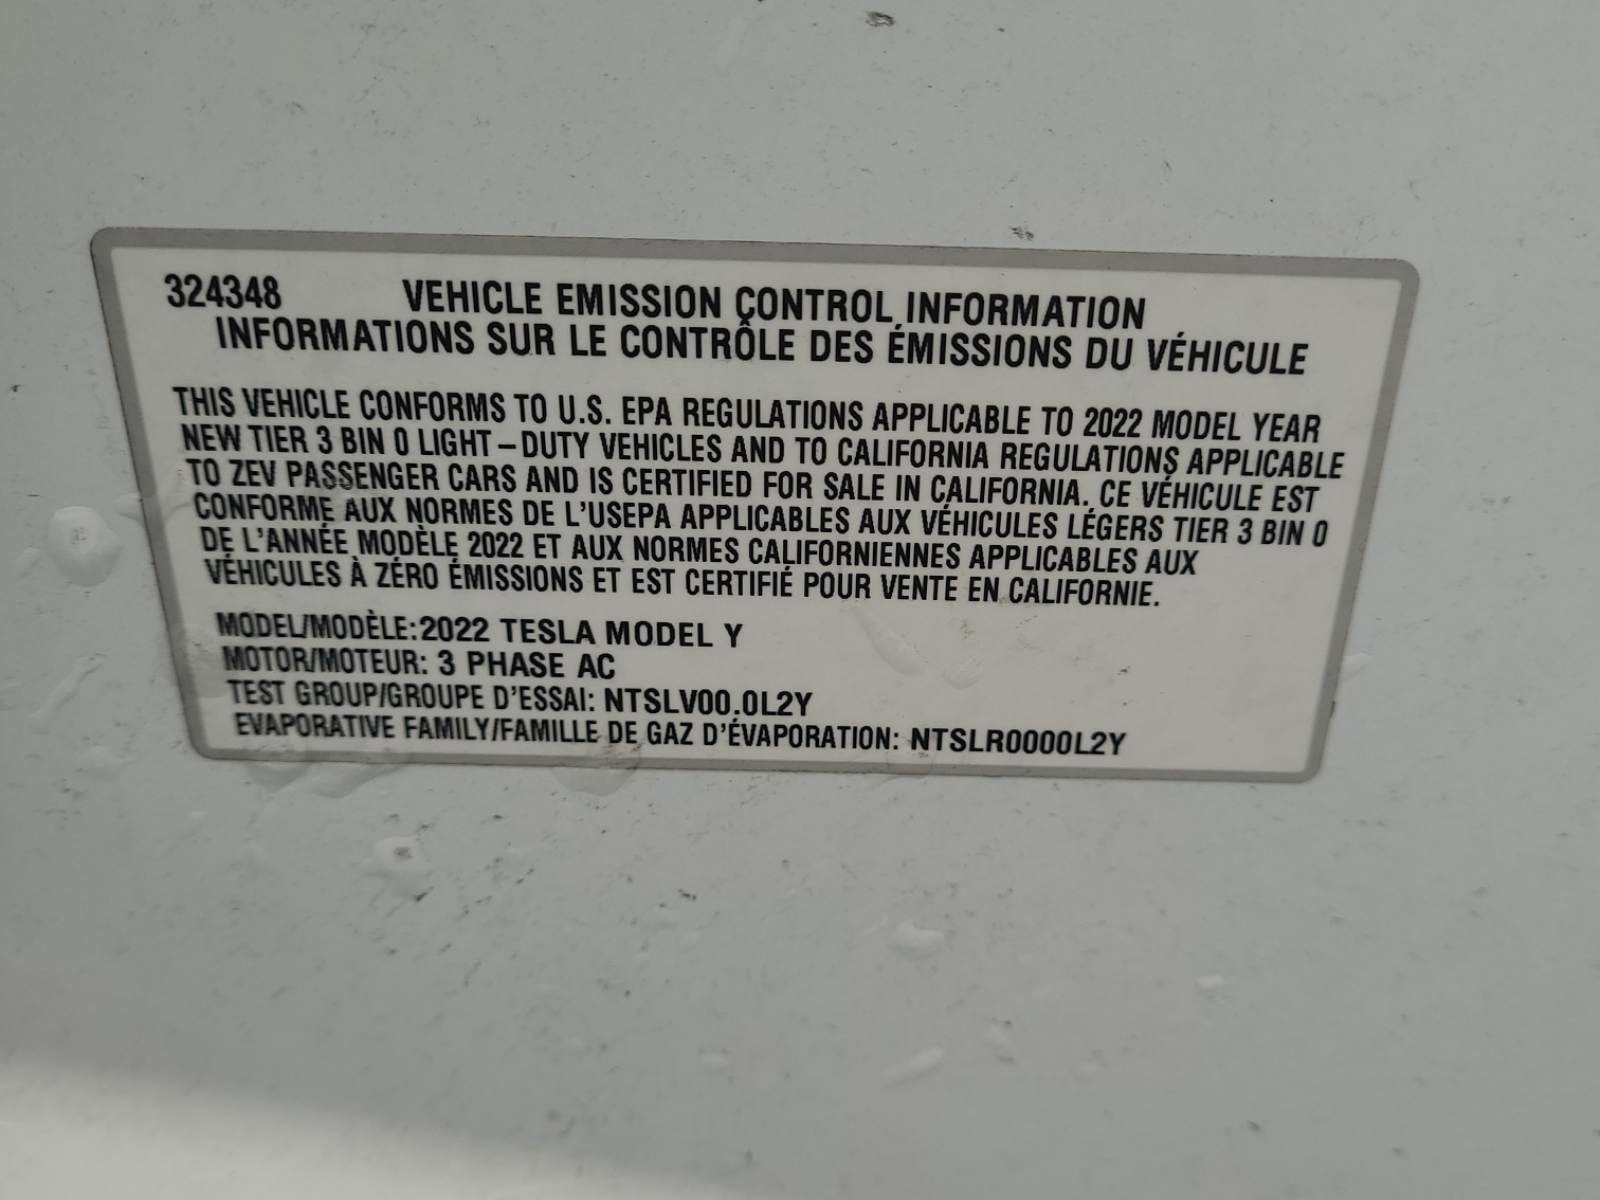 324348 VEHICLE EMISSION CONTROL INFORMATION
INFORMATIONS SUR LE CONTRÔLE DES ÉMISSIONS DU VÉHICULE
THIS VEHICLE CONFORMS TO U.S. EPA REGULATIONS APPLICABLE TO 2022 MODEL YEAR
NEW TIER 3 BIN 0 LIGHT–DUTY VEHICLES AND TO CALIFORNIA REGULATIONS APPLICABLE
TO ZEV PASSENGER CARS AND IS CERTIFIED FOR SALE IN CALIFORNIA. CE VÉHICULE EST
CONFORME AUX NORMES DE L'USEPA APPLICABLES AUX VÉHICULES LÉGERS TIER 3 BIN 0
DE L'ANNÉE MODÈLE 2022 ET AUX NORMES CALIFORNIENNES APPLICABLES AUX
VÉHICULES À ZÉRO ÉMISSIONS ET EST CERTIFIÉ POUR VENTE EN CALIFORNIE.
MODEL/MODÈLE:2022 TESLA MODEL Y
MOTOR/MOTEUR: 3 PHASE AC
TEST GROUP/GROUPE D'ESSAI: NTSLV00.0L2Y
EVAPORATIVE FAMILY/FAMILLE DE GAZ D'ÉVAPORATION: NTSLR0000L2Y